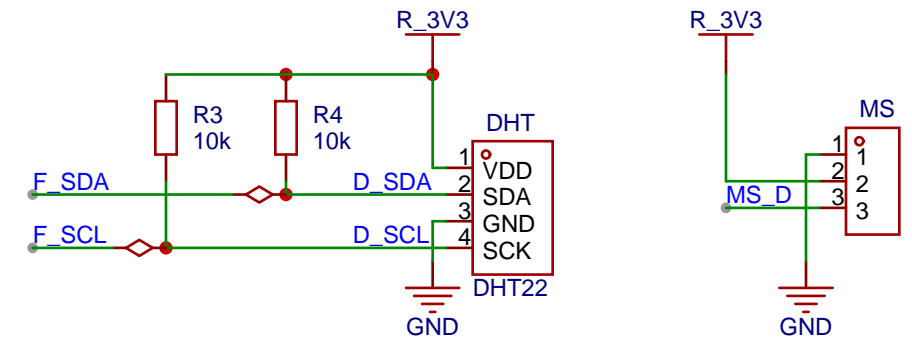 R_3V3
R_3V3
R3
10k
R4
10k
DHT
MS
F_SDA
D_SDA
1
VDD
2
SDA
3
GND
4
SCK
F_SCL
D_SCL
DHT22
GND
1
1
2
2
3
3
MS_D
GND